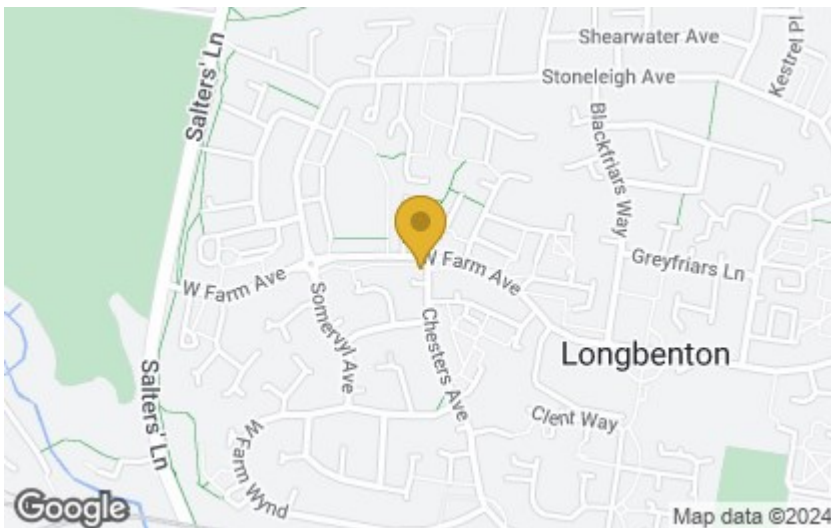 Shearwater Ave
Kestrel Pl
Stoneleigh Ave
Salters' Ln
Blackfriars Way
W Farm Ave
Greyfriars Ln
W Farm Ave
Somervyl Ave
Chesters Ave
Longbenton
Salters' Ln
Clent Way
W Farm Wynd
Google
Map data ©2024